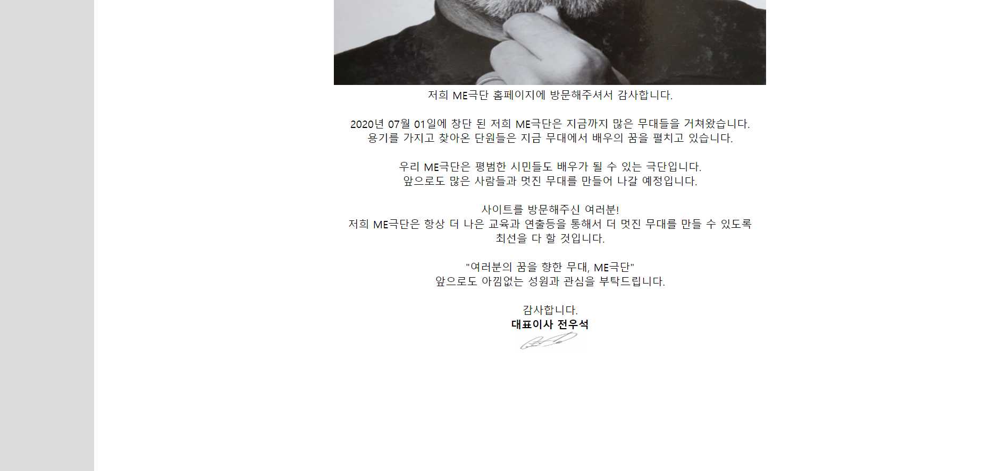 저희 ME극단 홈페이지에 방문해주셔서 감사합니다.
2020년 07월 01일에 창단 된 저희 ME극단은 지금까지 많은 무대들을 거쳐왔습니다.
용기를 가지고 찾아온 단원들은 지금 무대에서 배우의 꿈을 펼치고 있습니다.
우리 ME극단은 평범한 시민들도 배우가 될 수 있는 극단입니다.
앞으로도 많은 사람들과 멋진 무대를 만들어 나갈 예정입니다.
사이트를 방문해주신 여러분!
저희 ME극단은 항상 더 나은 교육과 연출등을 통해서 더 멋진 무대를 만들 수 있도록
최선을 다 할 것입니다.
"여러분의 꿈을 향한 무대, ME극단"
앞으로도 아낌없는 성원과 관심을 부탁드립니다.
감사합니다.
대표이사 전우석